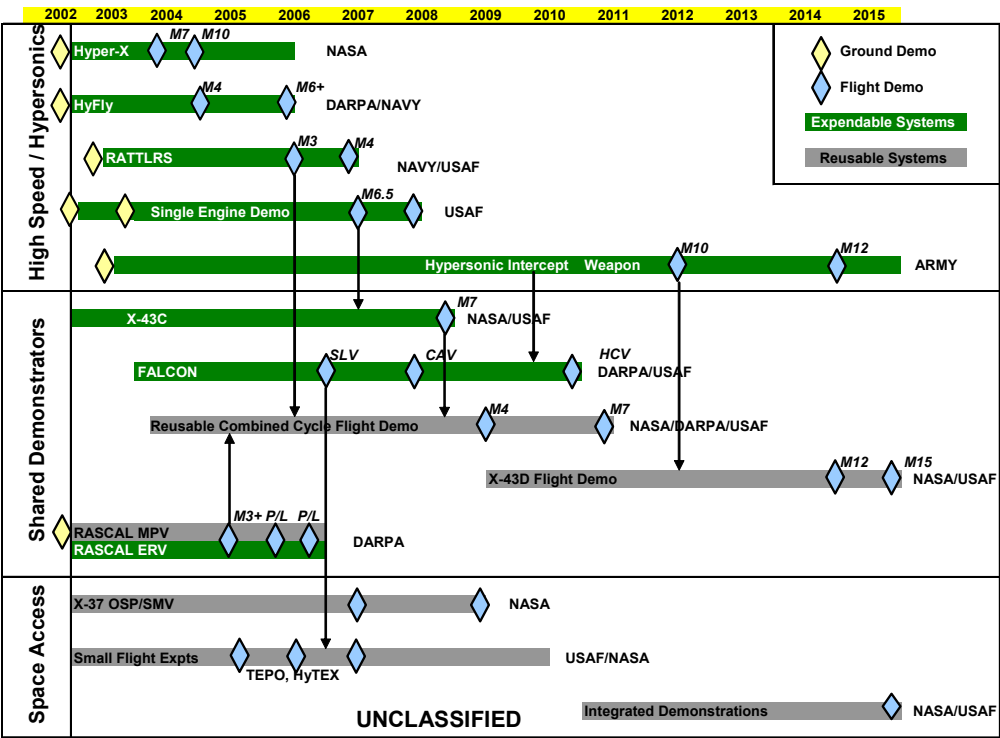 2002 2003 2004 2005 2006 2007 2008 2009 2010 2011 2012 2013 2014 2015
High Speed / Hypersonics
Ground Demo
Flight Demo
Expendable Systems
Reusable Systems
M7 M10
Hyper-X NASA
M4 M6+
HyFly DARPA/NAVY
M3 M4
RATTLRS NAVY/USAF
M6.5
Single Engine Demo USAF
M10 M12
Hypersonic Intercept Weapon ARMY
Shared Demonstrators
M7
X-43C NASA/USAF
SLV CAV HCV
FALCON DARPA/USAF
M4 M7
Reusable Combined Cycle Flight Demo NASA/DARPA/USAF
M12 M15
X-43D Flight Demo NASA/USAF
M3+ P/L P/L
RASCAL MPV
RASCAL ERV DARPA
Space Access
X-37 OSP/SMV NASA
Small Flight Expts USAF/NASA
TEPO, HyTEX
Integrated Demonstrations NASA/USAF
UNCLASSIFIED